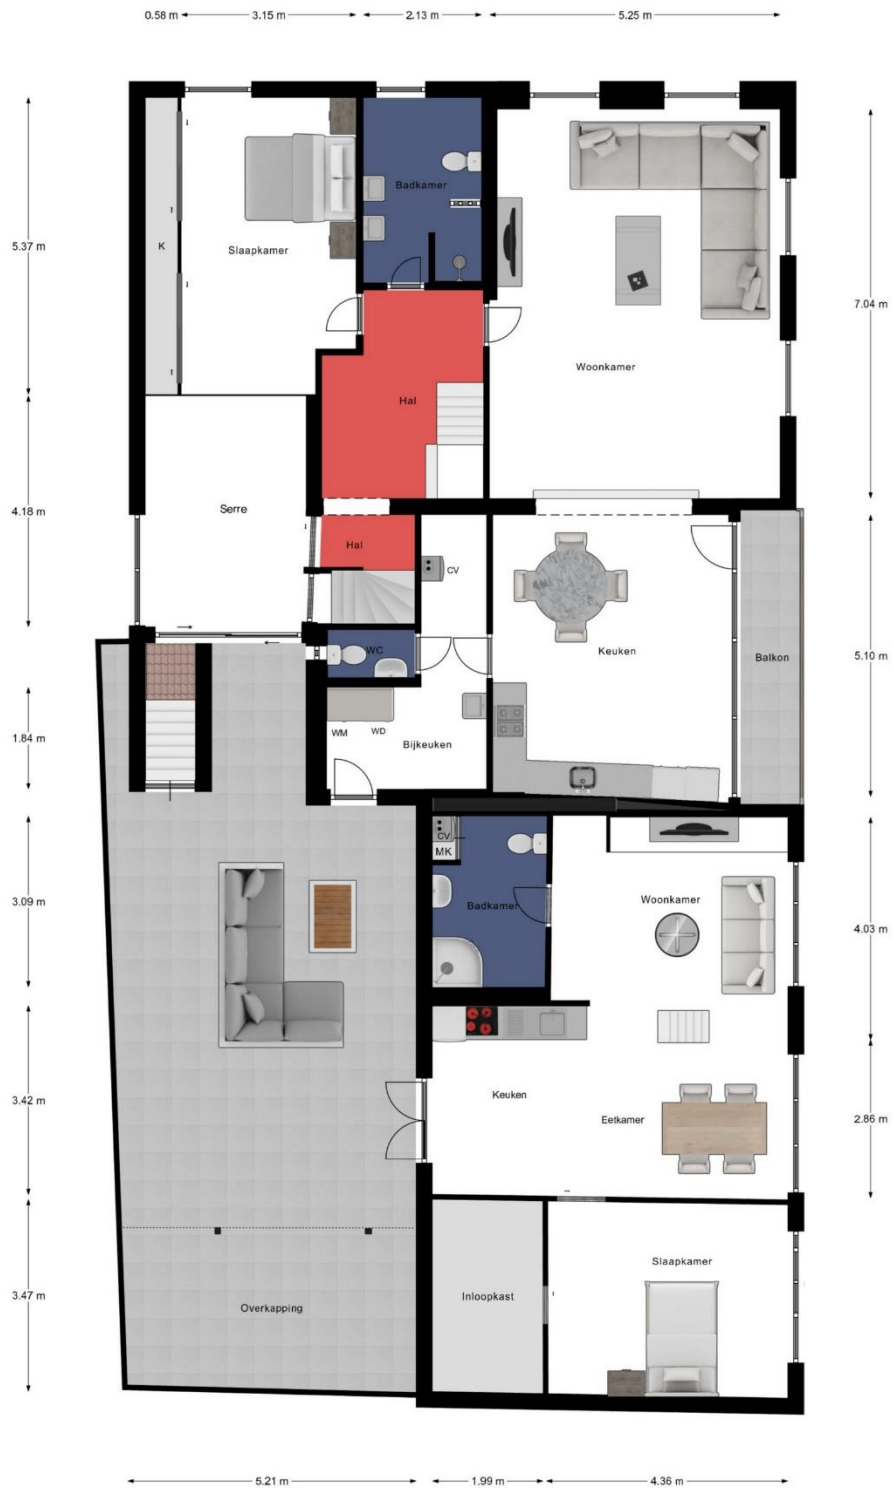 0.58 m
3.15 m
2.13 m
5.25 m
Badkamer
5.37 m
K
Slaapkamer
7.04 m
Woonkamer
Hal
4.18 m
Serre
Hal
CV
WC
Keuken
Balkon
5.10 m
1.84 m
WM
WD
Bijkeuken
CV
MK
3.09 m
Badkamer
Woonkamer
4.03 m
3.42 m
Keuken
Eetkamer
2.86 m
Slaapkamer
3.47 m
Overkapping
Inloopkast
5.21 m
1.99 m
4.36 m